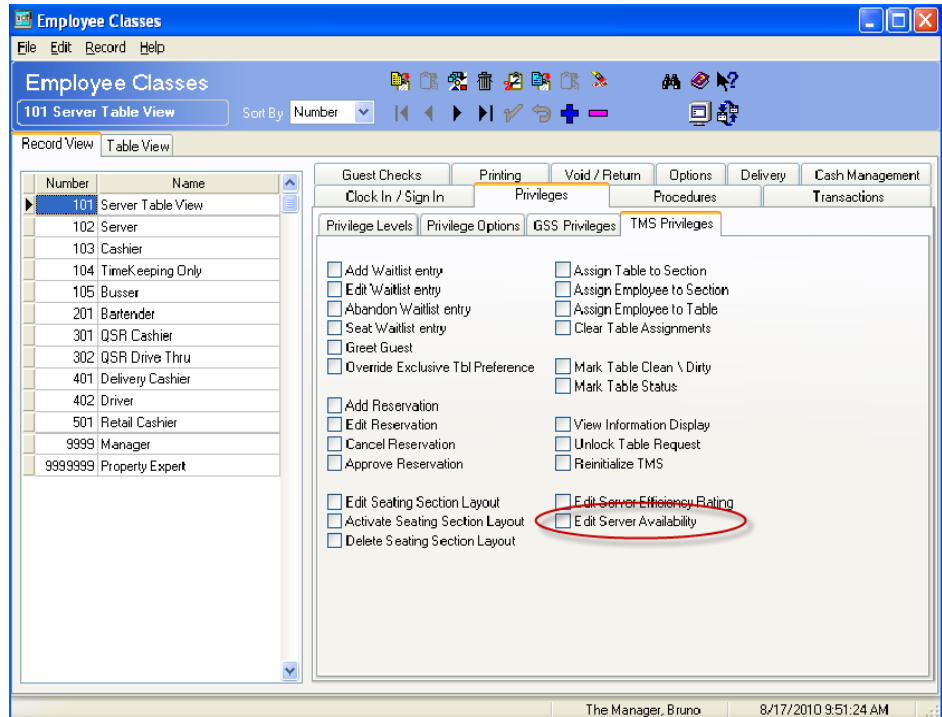 Employee Classes
File Edit Record Help
Employee Classes
101 Server Table View Sort By Number
Record View Table View
Number Name
101 Server Table View
102 Server
103 Cashier
104 TimeKeeping Only
105 Busser
201 Bartender
301 QSR Cashier
302 QSR Drive Thru
401 Delivery Cashier
402 Driver
501 Retail Cashier
9999 Manager
9999999 Property Expert
Guest Checks Printing Void / Return Options Delivery Cash Management
Clock In / Sign In Privileges Procedures Transactions
Privilege Levels Privilege Options GSS Privileges TMS Privileges
Add Waitlist entry
Edit Waitlist entry
Abandon Waitlist entry
Seat Waitlist entry
Greet Guest
Override Exclusive Tbl Preference
Add Reservation
Edit Reservation
Cancel Reservation
Approve Reservation
Edit Seating Section Layout
Activate Seating Section Layout
Delete Seating Section Layout
Assign Table to Section
Assign Employee to Section
Assign Employee to Table
Clear Table Assignments
Mark Table Clean \ Dirty
Mark Table Status
View Information Display
Unlock Table Request
Reinitialize TMS
Edit Server Efficiency Rating
Edit Server Availability
The Manager, Bruno 8/17/2010 9:51:24 AM